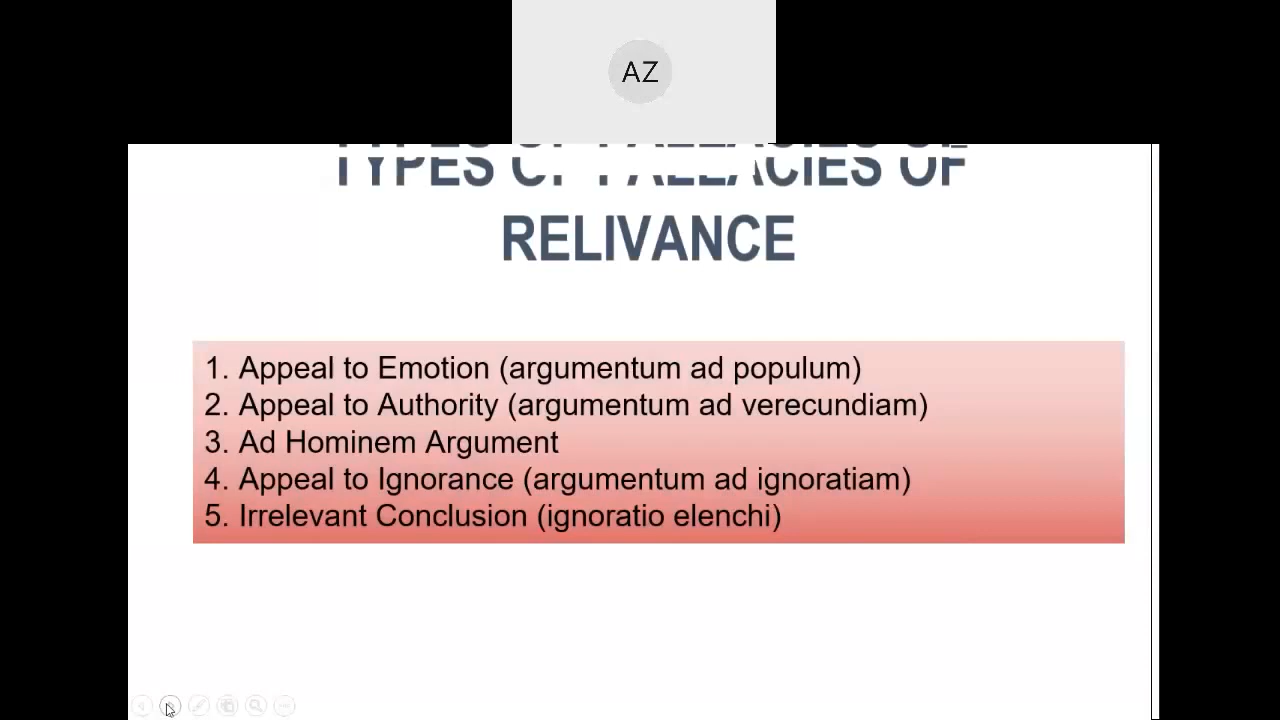 AZ
TYPES OF FALLACIES OF
RELIVANCE
1. Appeal to Emotion (argumentum ad populum)
2. Appeal to Authority (argumentum ad verecundiam)
3. Ad Hominem Argument
4. Appeal to Ignorance (argumentum ad ignoratiam)
5. Irrelevant Conclusion (ignoratio elenchi)